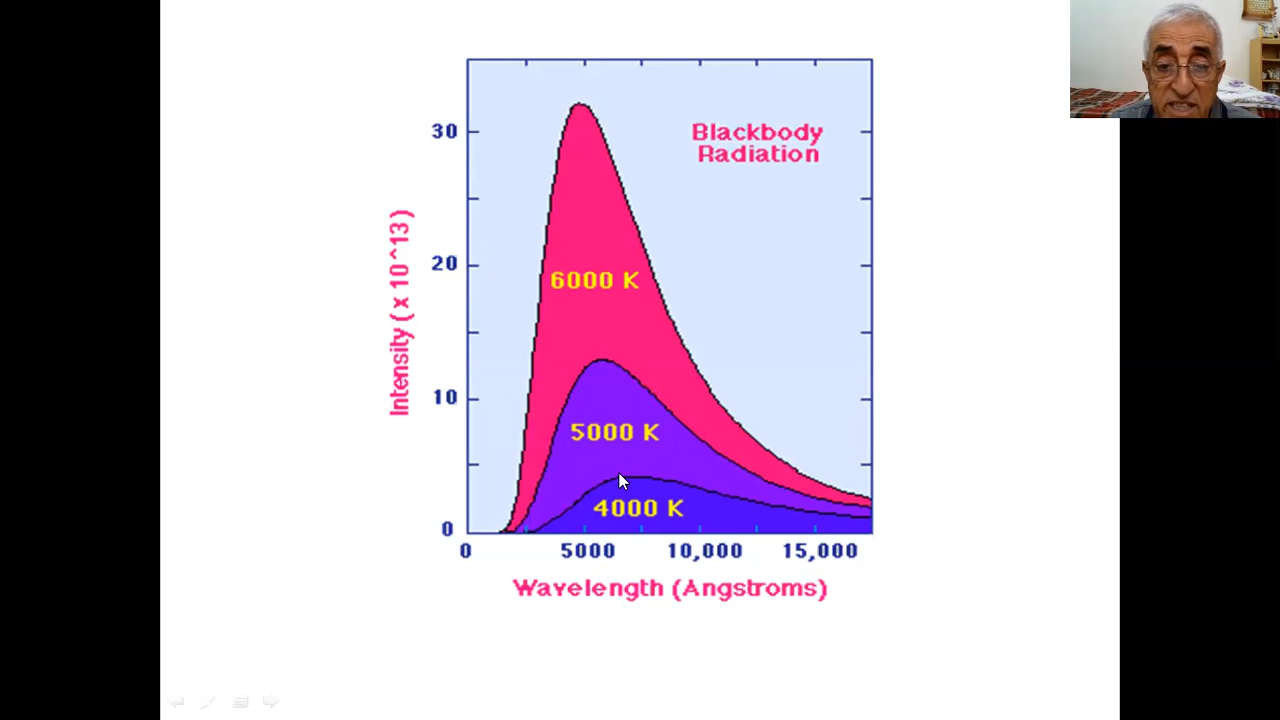 Blackbody
Radiation
30
20
10
0
Intensity ( x 10^13)
6000 K
5000 K
4000 K
0 5000 10,000 15,000
Wavelength (Angstroms)